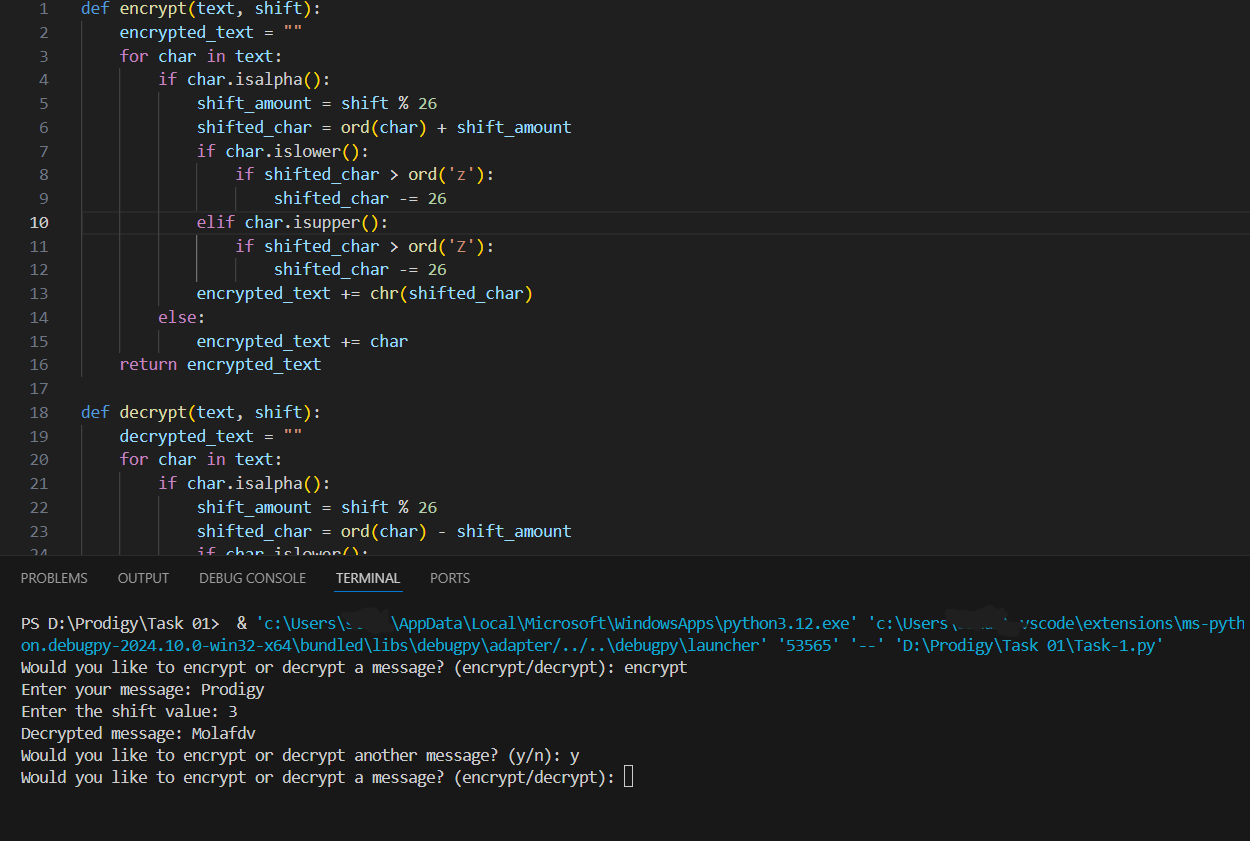 1 def encrypt(text, shift):
2     encrypted_text = ""
3     for char in text:
4         if char.isalpha():
5             shift_amount = shift % 26
6             shifted_char = ord(char) + shift_amount
7             if char.islower():
8                 if shifted_char > ord('z'):
9                     shifted_char -= 26
10             elif char.isupper():
11                 if shifted_char > ord('Z'):
12                     shifted_char -= 26
13             encrypted_text += chr(shifted_char)
14         else:
15             encrypted_text += char
16     return encrypted_text
17
18 def decrypt(text, shift):
19     decrypted_text = ""
20     for char in text:
21         if char.isalpha():
22             shift_amount = shift % 26
23             shifted_char = ord(char) - shift_amount
24             if char.islower():
PROBLEMS OUTPUT DEBUG CONSOLE TERMINAL PORTS
PS D:\Prodigy\Task 01>  & 'c:\Users\ \AppData\Local\Microsoft\WindowsApps\python3.12.exe' 'c:\Users\ vscode\extensions\ms-pyth
on.debugpy-2024.10.0-win32-x64\bundled\libs\debugpy\adapter/../..\debugpy\launcher' '53565' '--' 'D:\Prodigy\Task 01\Task-1.py'
Would you like to encrypt or decrypt a message? (encrypt/decrypt): encrypt
Enter your message: Prodigy
Enter the shift value: 3
Decrypted message: Molafdv
Would you like to encrypt or decrypt another message? (y/n): y
Would you like to encrypt or decrypt a message? (encrypt/decrypt):